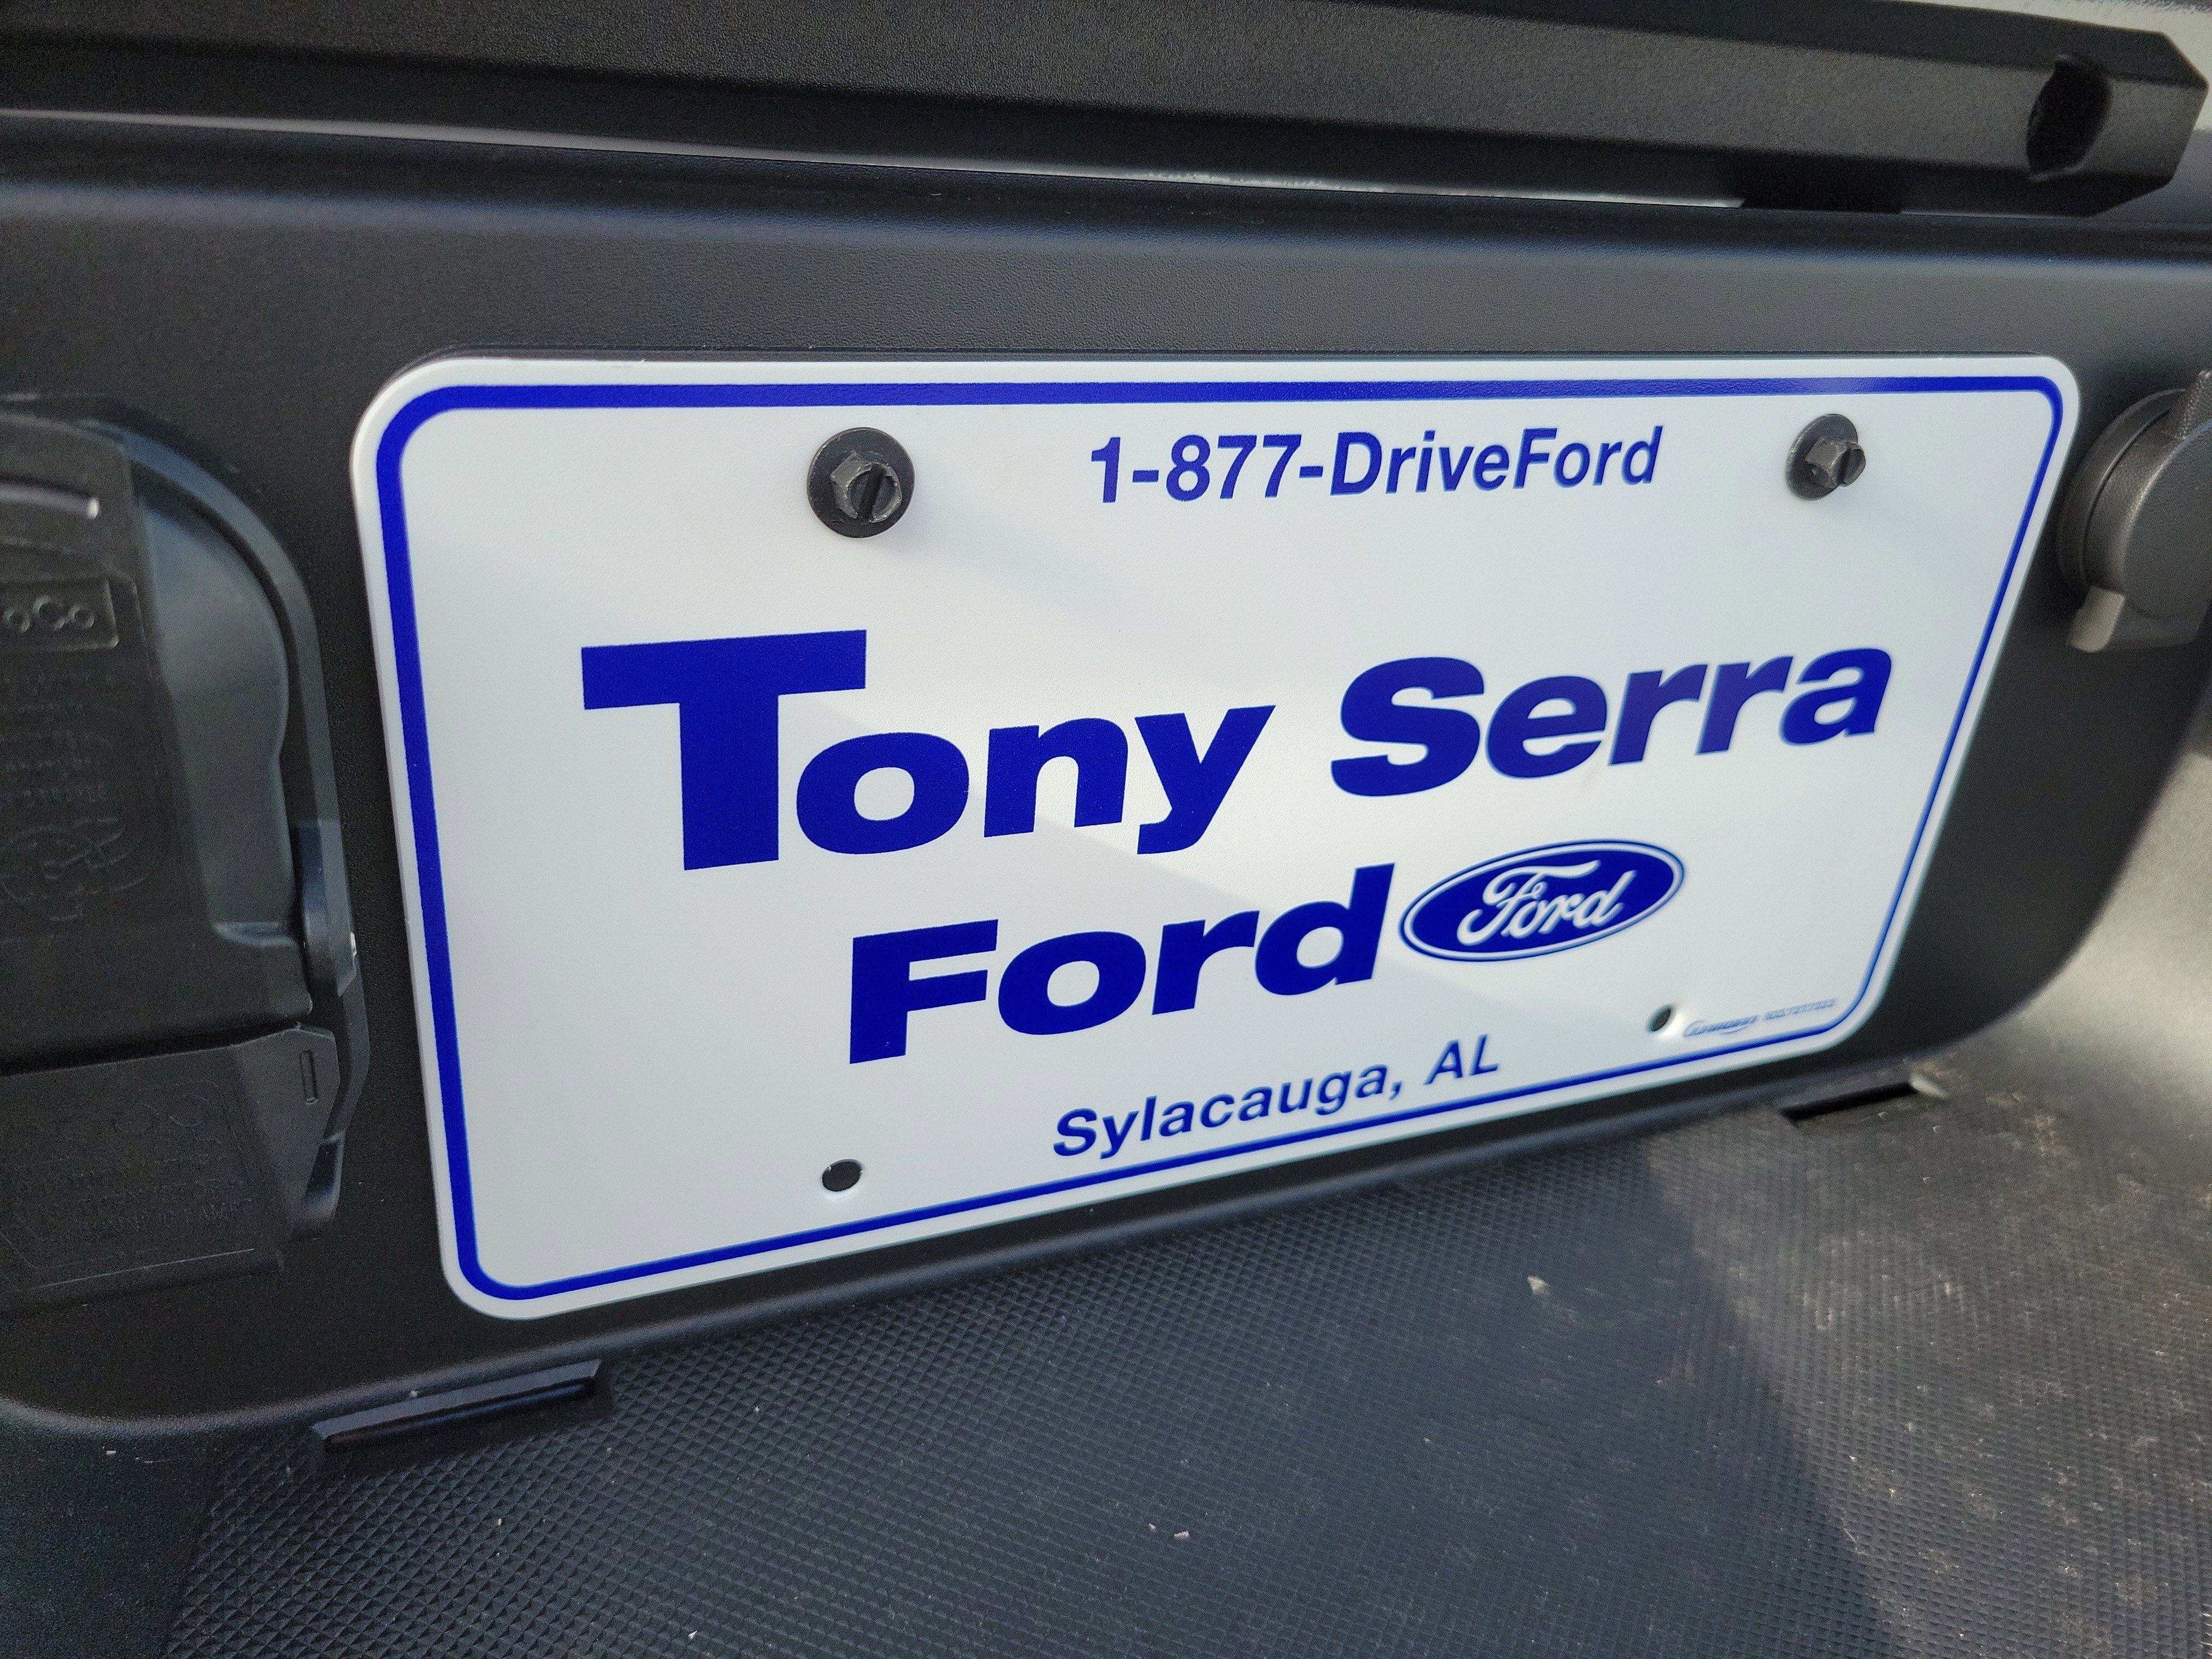 1-877-DriveFord
Tony Serra
Ford Ford
Sylacauga, AL